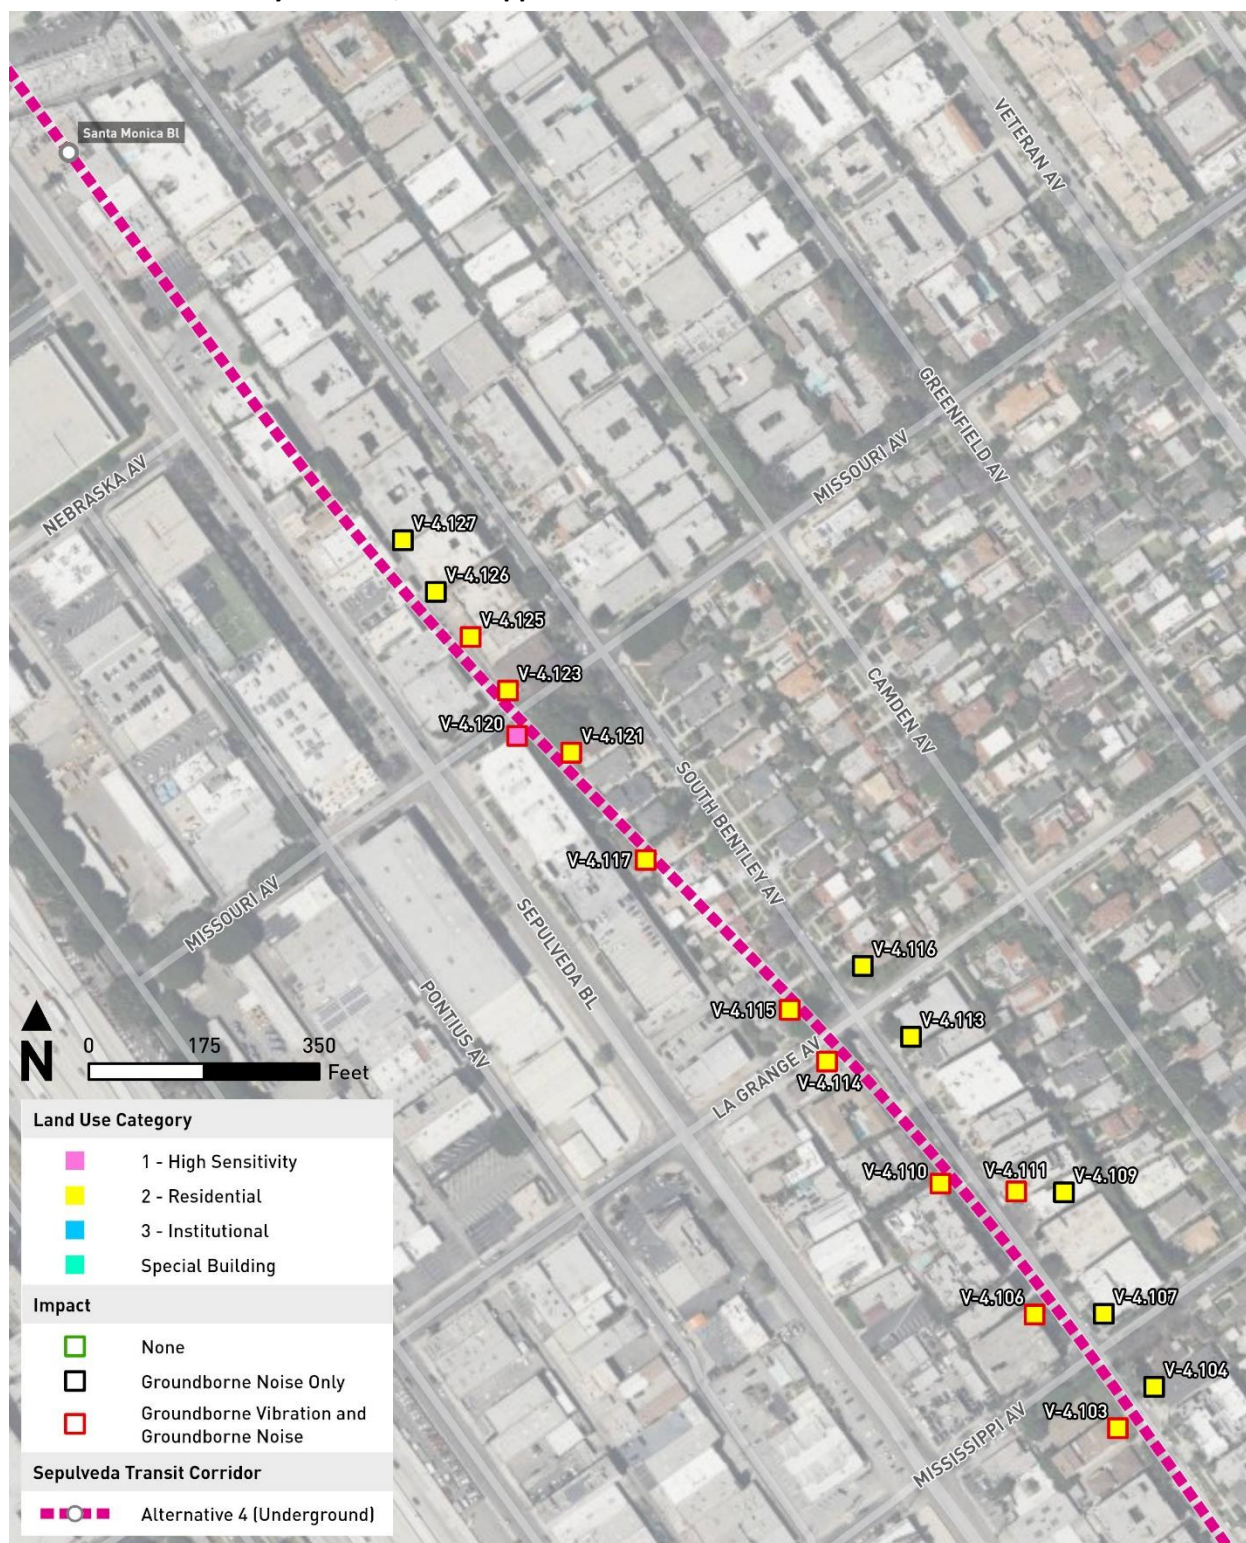 Santa Monica Bl
VETERAN AV
GREENFIELD AV
MISSOURI AV
NEBRASKA AV
V-4.127
V-4.126
V-4.125
V-4.123
V-4.120
V-4.121
CAMDEN AV
SOUTH BENTLEY AV
V-4.117
MISSOURI AV
SEPULVEDA BL
PONTIUS AV
V-4.116
V-4.115
V-4.113
LA GRANGE AV
V-4.114
V-4.110
V-4.111
V-4.109
V-4.106
V-4.107
V-4.104
V-4.103
MISSISSIPPI AV
N
0 175 350
Feet
Land Use Category
1 - High Sensitivity
2 - Residential
3 - Institutional
Special Building
Impact
None
Groundborne Noise Only
Groundborne Vibration and
Groundborne Noise
Sepulveda Transit Corridor
Alternative 4 (Underground)